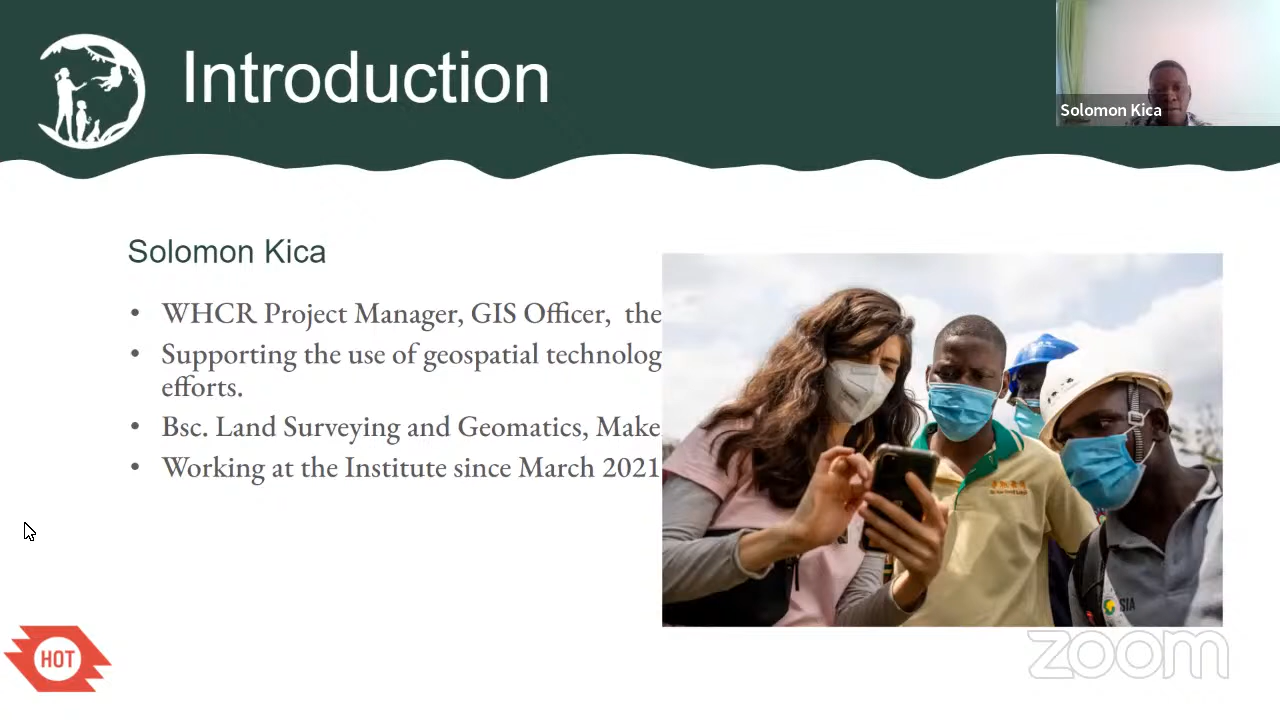 Introduction
Solomon Kica
Solomon Kica
• WHCR Project Manager, GIS Officer, the
• Supporting the use of geospatial technolog
efforts.
• Bsc. Land Surveying and Geomatics, Make
• Working at the Institute since March 2021
SIA
HOT
zoom